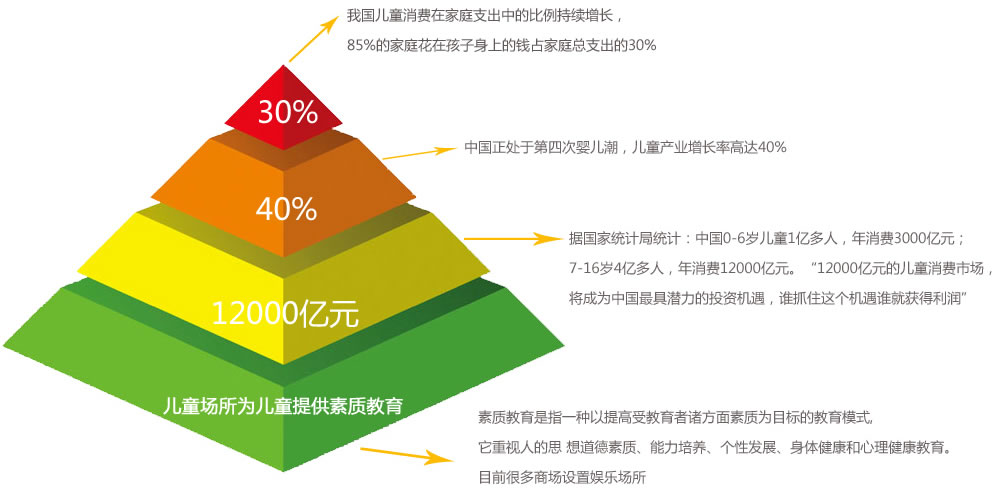 我国儿童消费在家庭支出中的比例持续增长，
85%的家庭花在孩子身上的钱占家庭总支出的30%
30%
中国正处于第四次婴儿潮，儿童产业增长率高达40%
40%
据国家统计局统计：中国0-6岁儿童1亿多人，年消费3000亿元；
7-16岁4亿多人，年消费12000亿元。“12000亿元的儿童消费市场，
将成为中国最具潜力的投资机遇，谁抓住这个机遇谁就获得利润”
12000亿元
儿童场所为儿童提供素质教育
素质教育是指一种以提高受教育者诸方面素质为目标的教育模式,
它重视人的思 想道德素质、能力培养、个性发展、身体健康和心理健康教育。
目前很多商场设置娱乐场所